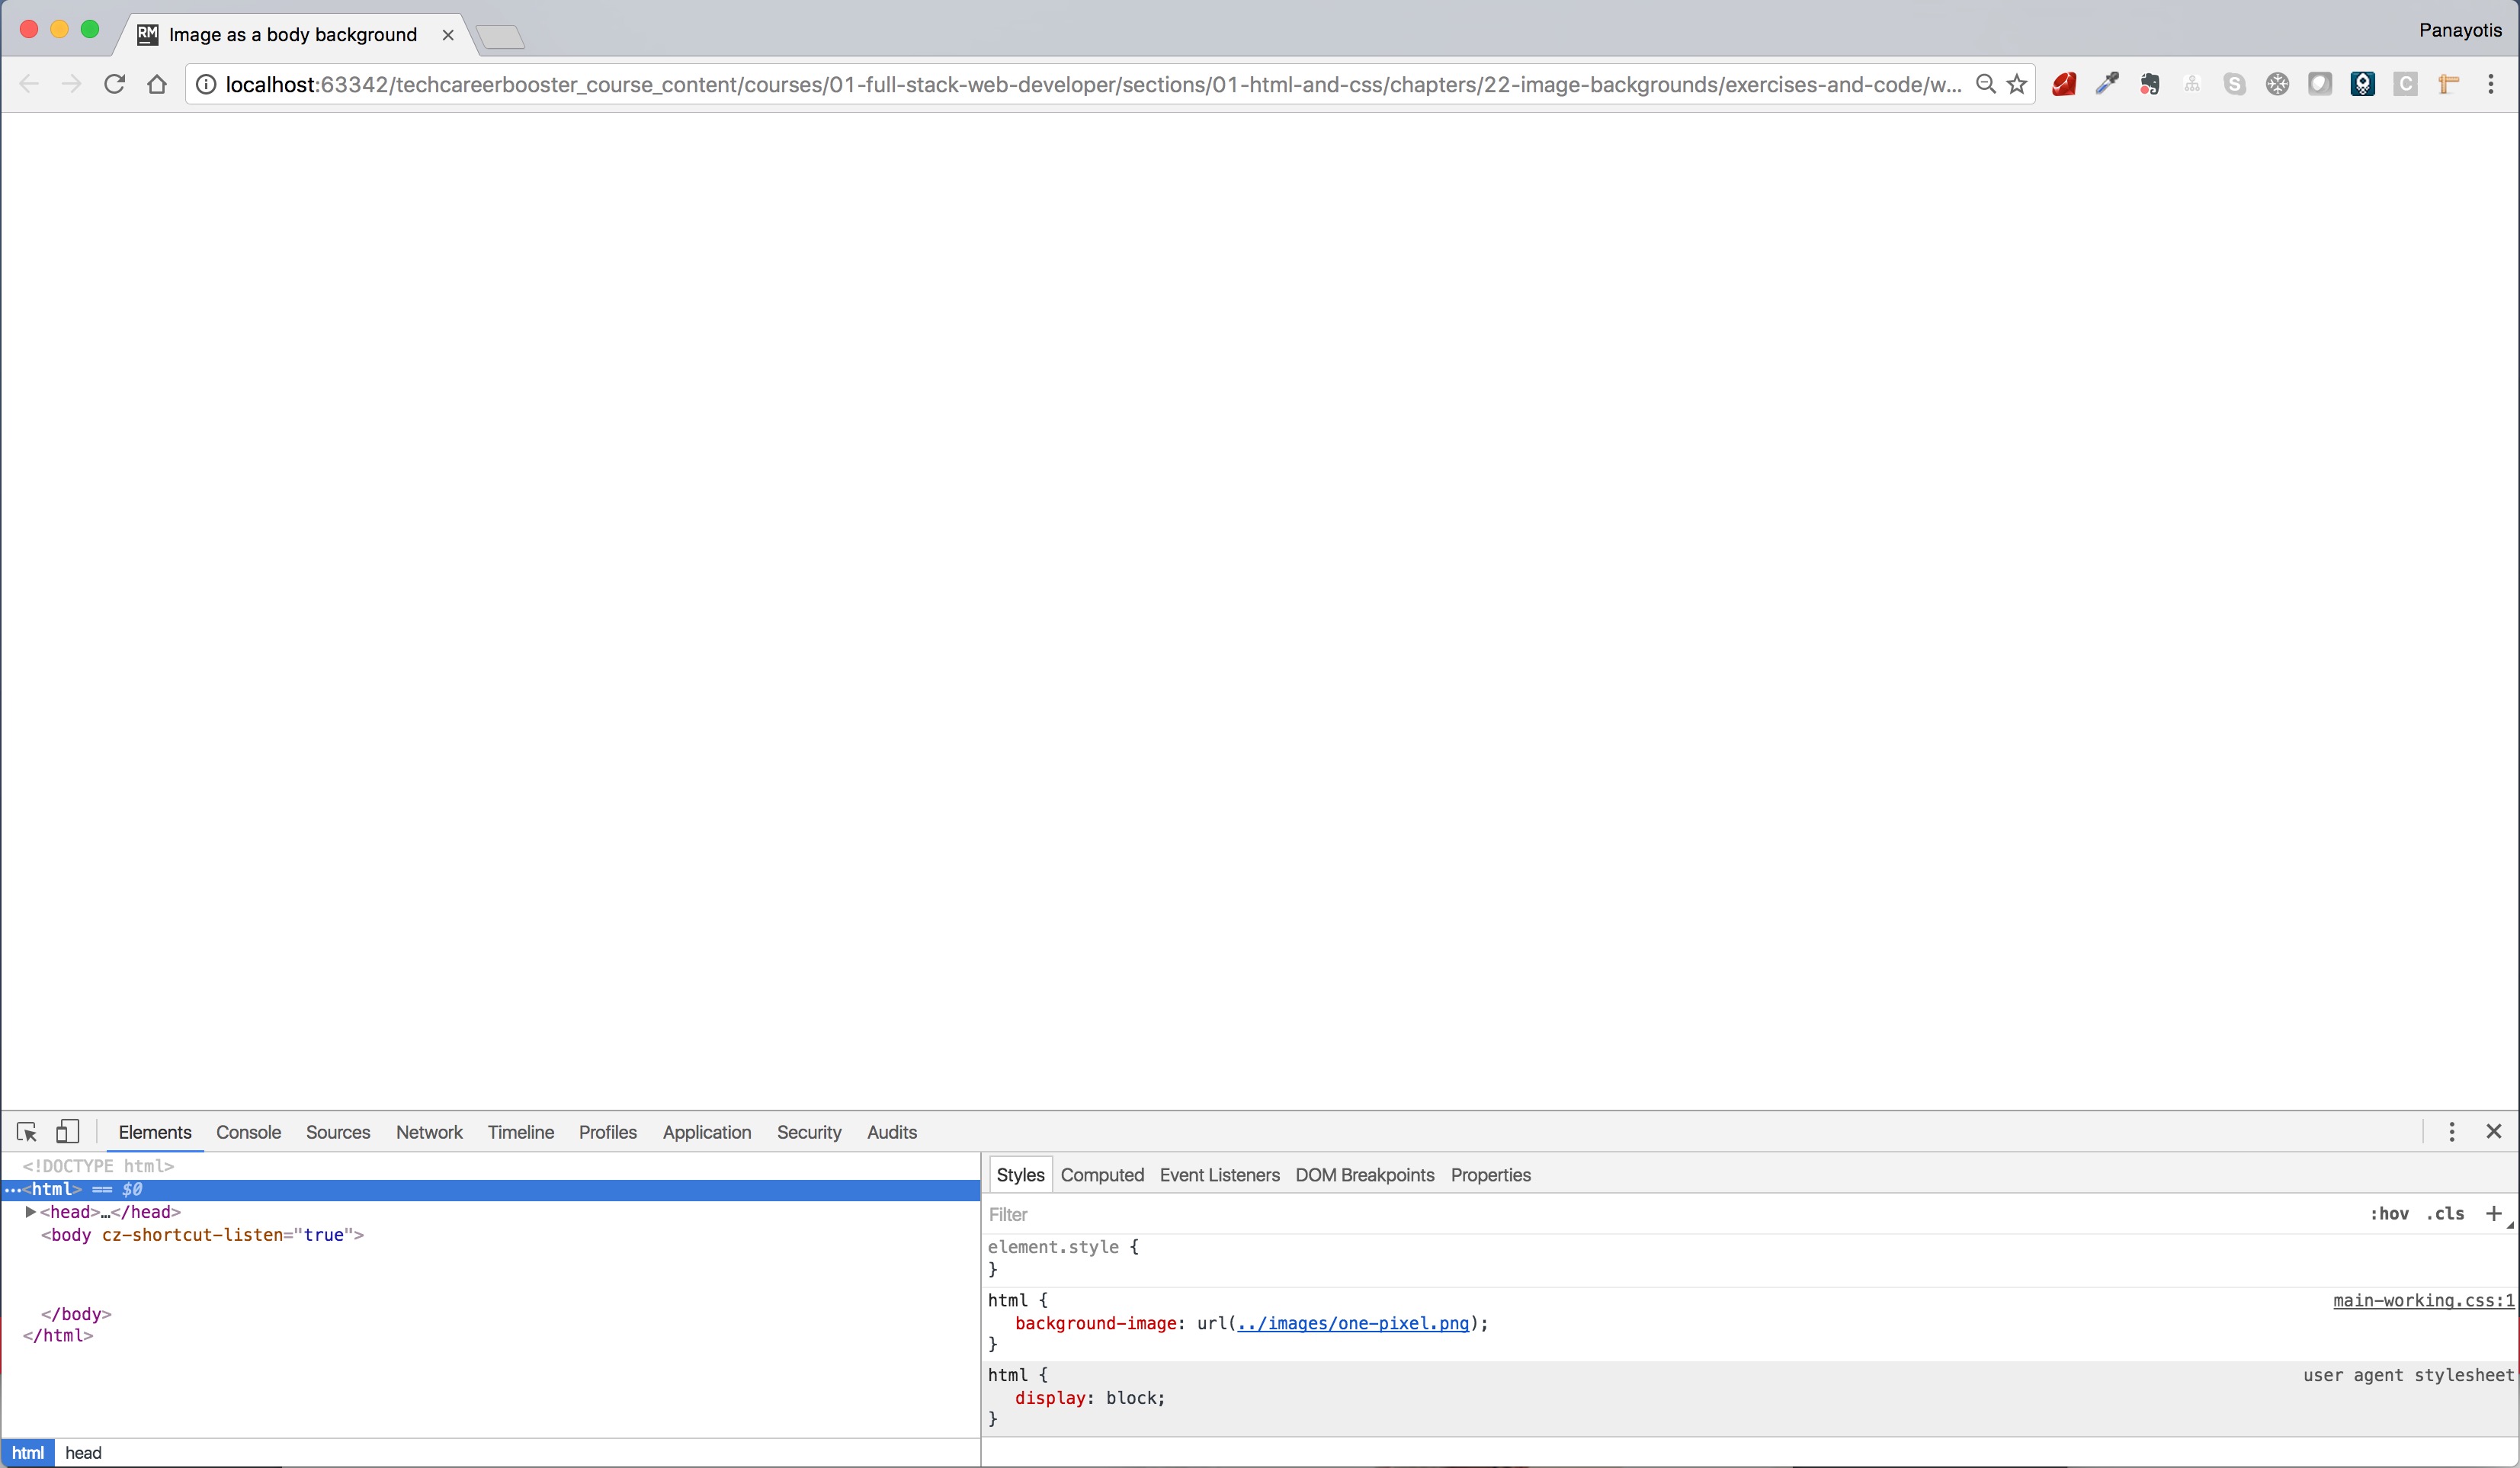 RM Image as a body background
Panayotis
localhost:63342/techcareerbooster_course_content/courses/01-full-stack-web-developer/sections/01-html-and-css/chapters/22-image-backgrounds/exercises-and-code/w...
S C
Elements Console Sources Network Timeline Profiles Application Security Audits
<!DOCTYPE html>
…<html> == $0
<head>…</head>
<body cz-shortcut-listen="true">
</body>
</html>
html head
Styles Computed Event Listeners DOM Breakpoints Properties
Filter :hov .cls +
element.style {
}
html { main-working.css:1
background-image: url(../images/one-pixel.png);
}
html { user agent stylesheet
display: block;
}